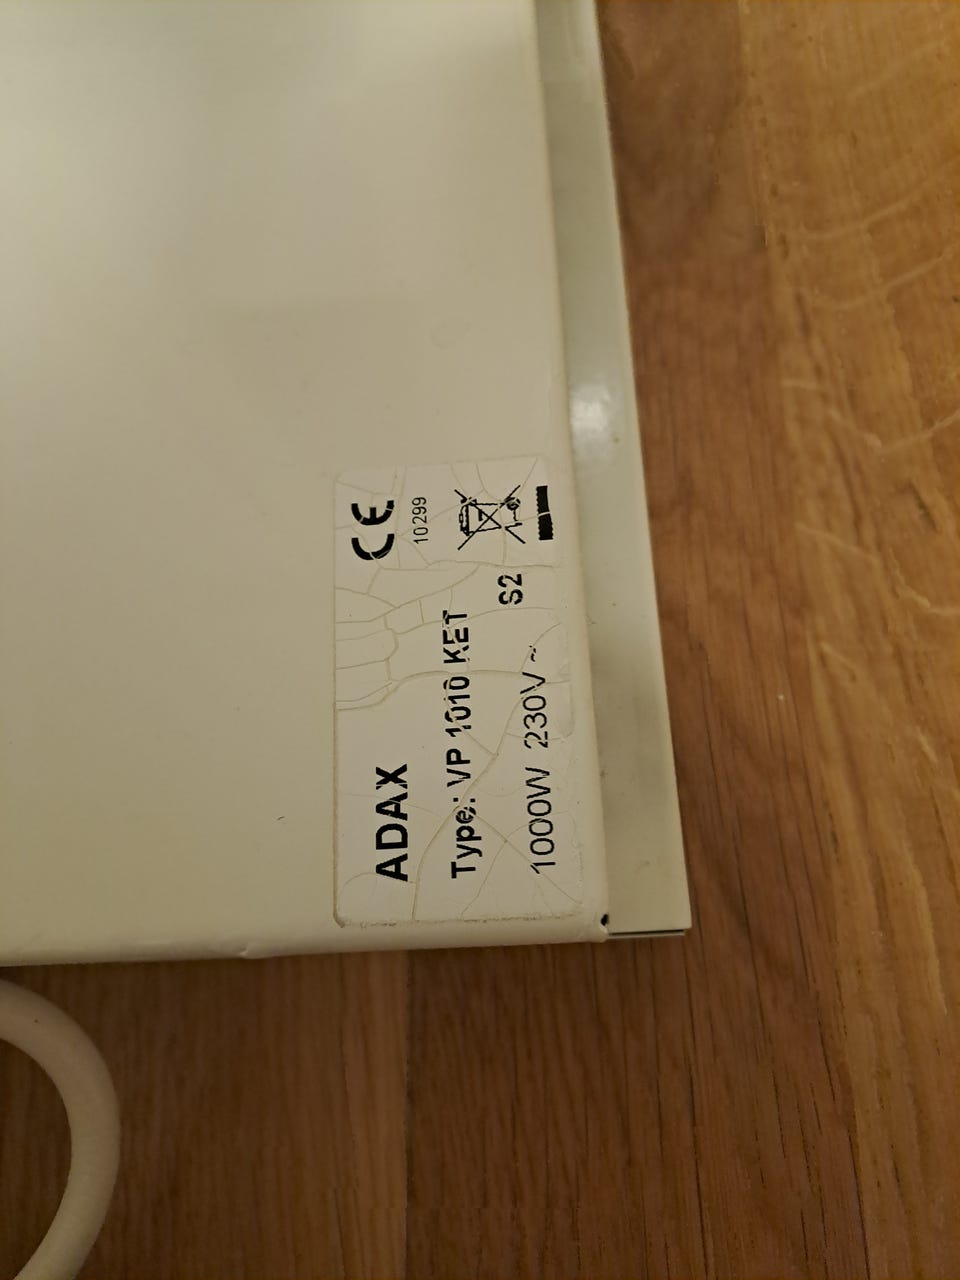 ADAX
CE
10299
Type: VP 1010 KET
1000W 230V ~ S2